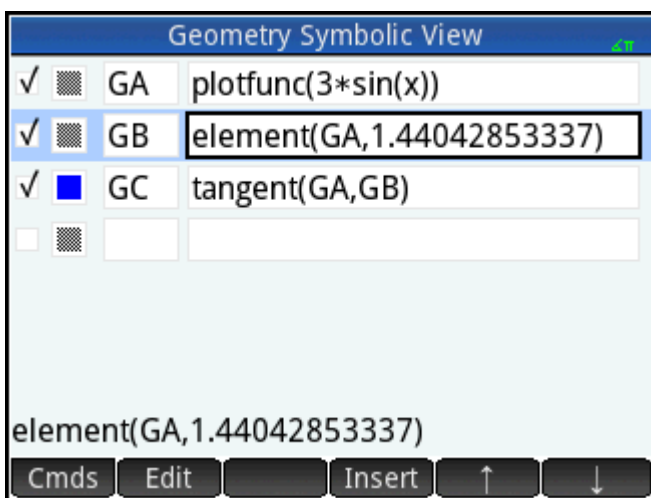 Geometry Symbolic View
∡π
√ GA plotfunc(3*sin(x))
√ GB element(GA,1.44042853337)
√ GC tangent(GA,GB)
element(GA,1.44042853337)
Cmds Edit Insert ↑ ↓